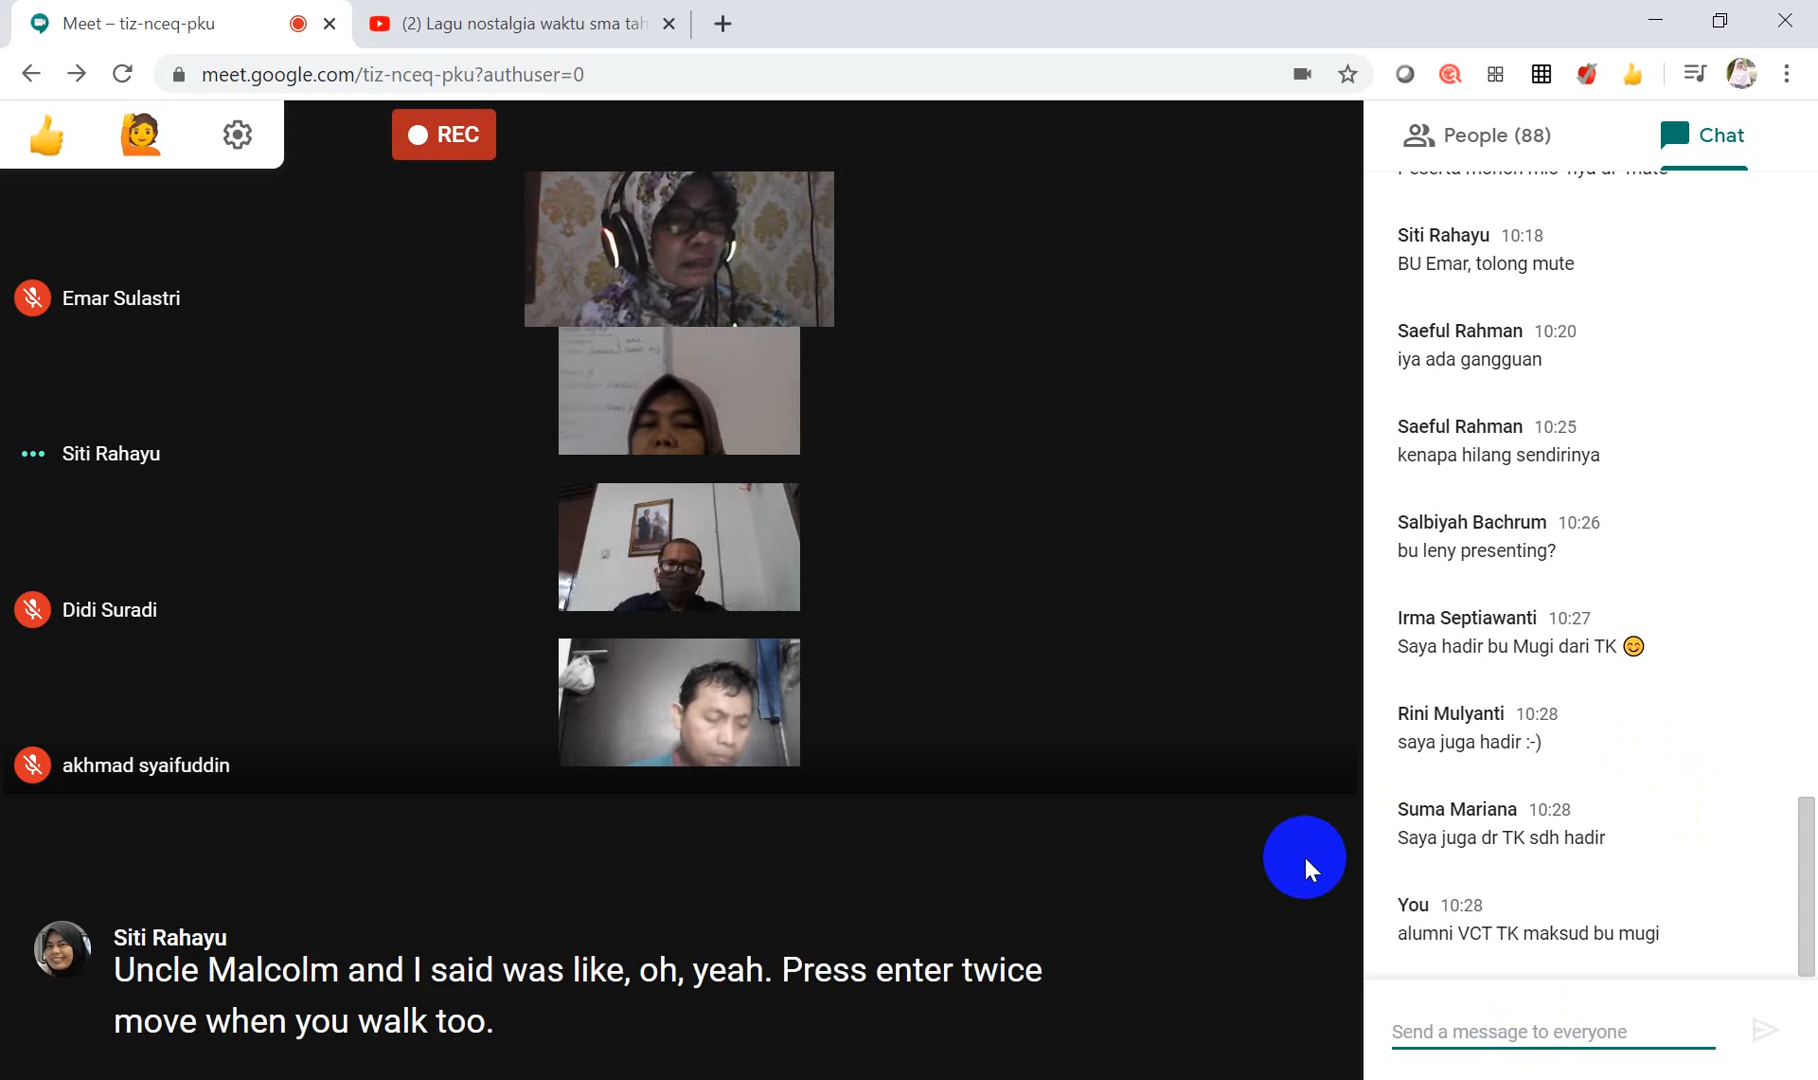 Meet – tiz-nceq-pku
(2) Lagu nostalgia waktu sma tah
meet.google.com/tiz-nceq-pku?authuser=0
REC
People (88)
Chat
Emar Sulastri
Siti Rahayu
Didi Suradi
akhmad syaifuddin
Siti Rahayu
Uncle Malcolm and I said was like, oh, yeah. Press enter twice
move when you walk too.
Siti Rahayu 10:18
BU Emar, tolong mute
Saeful Rahman 10:20
iya ada gangguan
Saeful Rahman 10:25
kenapa hilang sendirinya
Salbiyah Bachrum 10:26
bu leny presenting?
Irma Septiawanti 10:27
Saya hadir bu Mugi dari TK 😊
Rini Mulyanti 10:28
saya juga hadir :-)
Suma Mariana 10:28
Saya juga dr TK sdh hadir
You 10:28
alumni VCT TK maksud bu mugi
Send a message to everyone